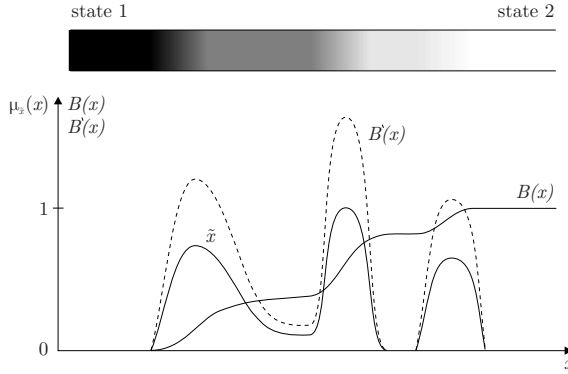 state 1 state 2
μx̃(x) B(x)
B`(x)
B`(x)
B(x)
1
x̃
0
x